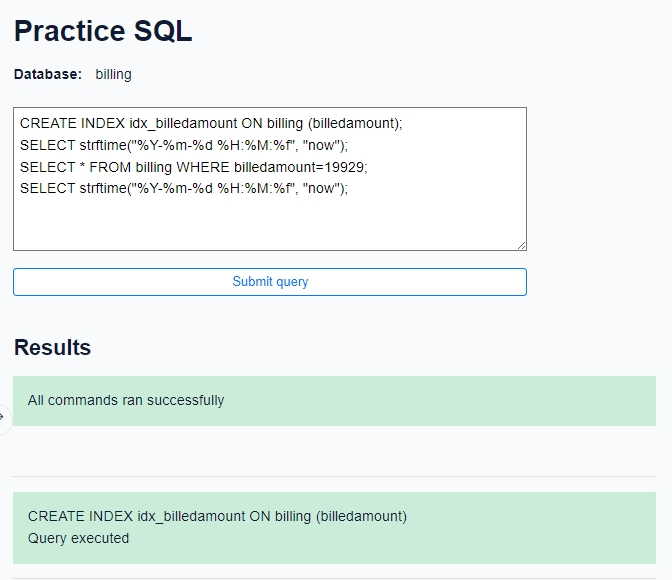 Practice SQL
Database: billing
CREATE INDEX idx_billedamount ON billing (billedamount);
SELECT strftime("%Y-%m-%d %H:%M:%f", "now");
SELECT * FROM billing WHERE billedamount=19929;
SELECT strftime("%Y-%m-%d %H:%M:%f", "now");
Submit query
Results
All commands ran successfully
CREATE INDEX idx_billedamount ON billing (billedamount)
Query executed